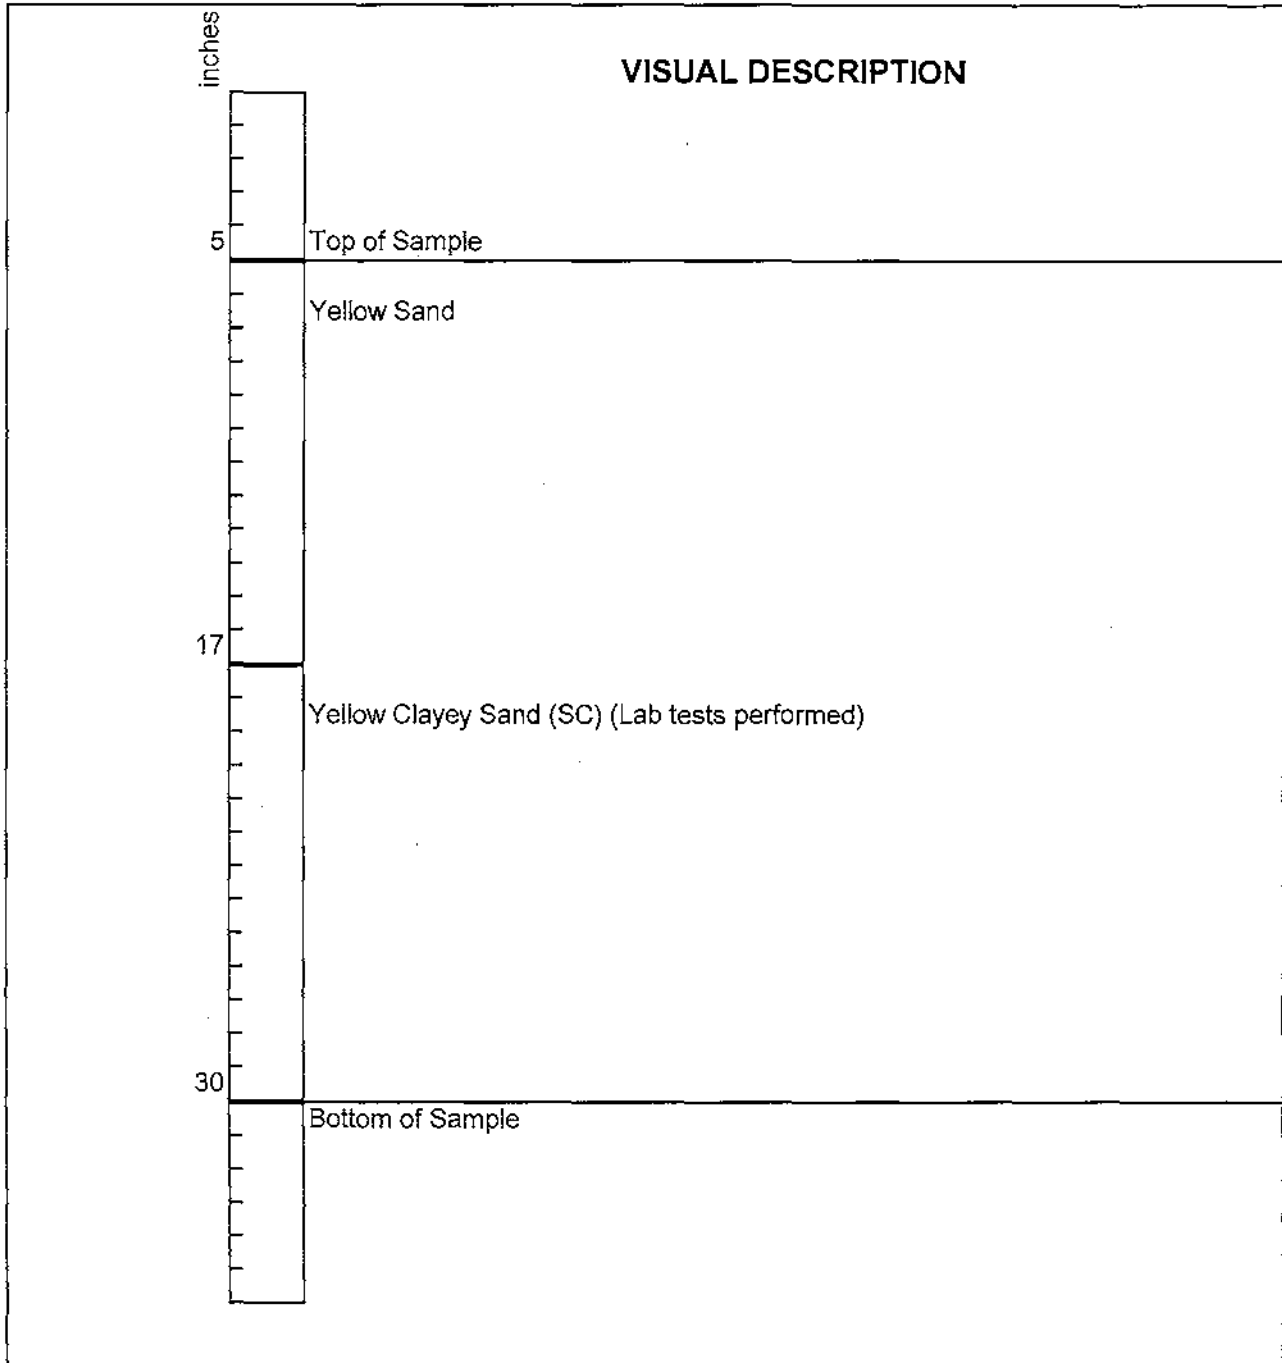 inches
VISUAL DESCRIPTION
5
Top of Sample
Yellow Sand
17
Yellow Clayey Sand (SC) (Lab tests performed)
30
Bottom of Sample